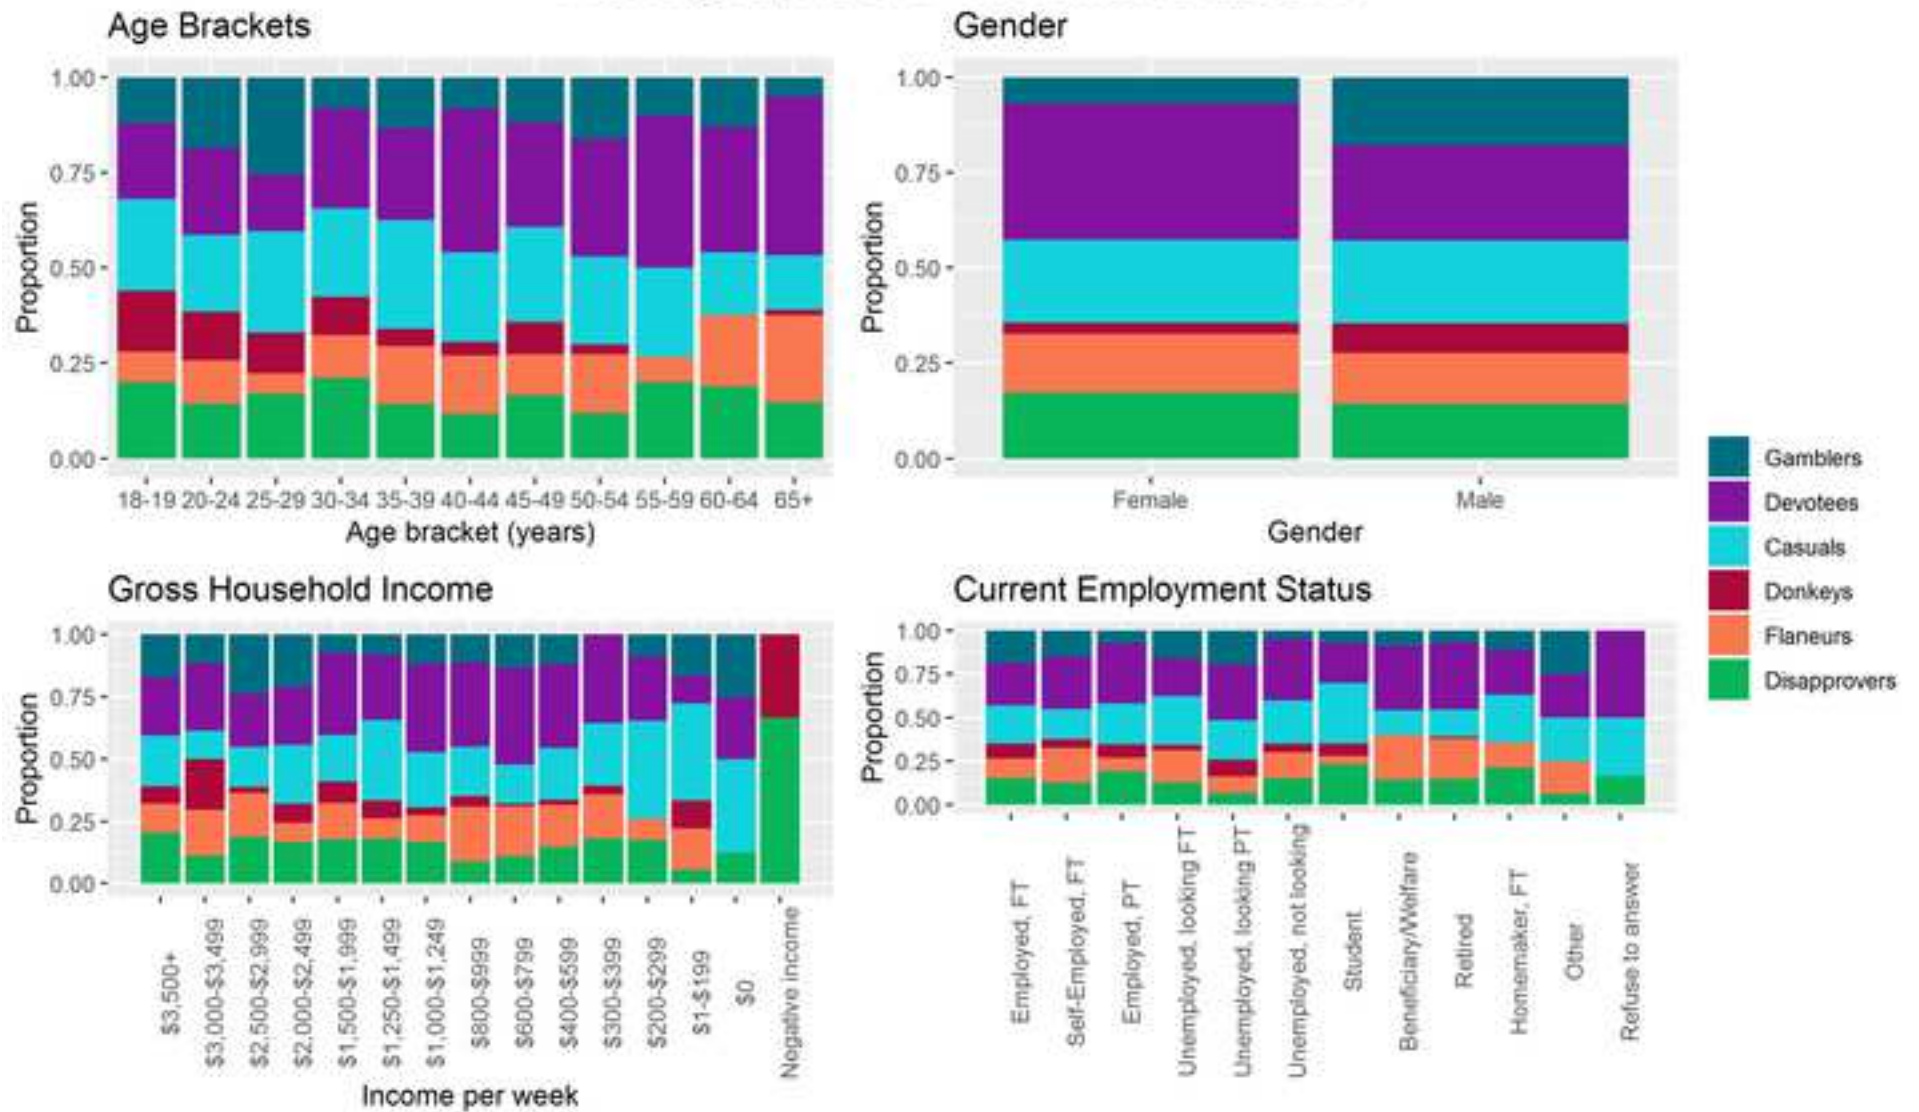 Age Brackets
1.00
0.75
0.50
0.25
0.00
Proportion
18-19 20-24 25-29 30-34 35-39 40-44 45-49 50-54 55-59 60-64 65+
Age bracket (years)
Gender
1.00
0.75
0.50
0.25
0.00
Proportion
Female Male
Gender
Gamblers
Devotees
Casuals
Donkeys
Flaneurs
Disapprovers
Gross Household Income
1.00
0.75
0.50
0.25
0.00
Proportion
$3,500+
$3,000-$3,499
$2,500-$2,999
$2,000-$2,499
$1,500-$1,999
$1,250-$1,499
$1,000-$1,249
$800-$999
$600-$799
$400-$599
$300-$399
$200-$299
$1-$199
$0
Negative income
Income per week
Current Employment Status
1.00
0.75
0.50
0.25
0.00
Proportion
Employed, FT
Self-Employed, FT
Employed, PT
Unemployed, looking FT
Unemployed, looking PT
Unemployed, not looking
Student
Beneficiary/Welfare
Retired
Homemaker, FT
Other
Refuse to answer